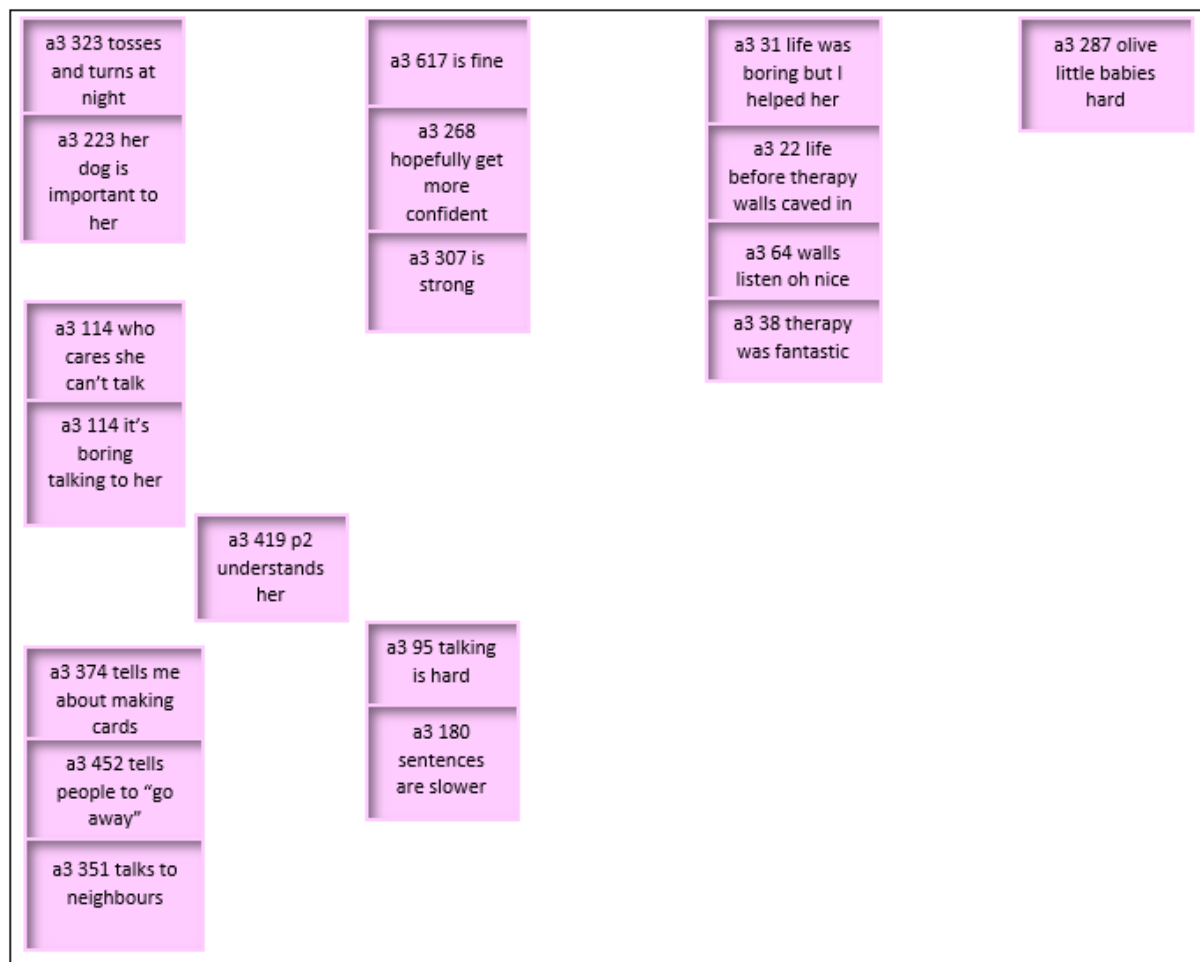 a3 323 tosses
and turns at
night
a3 223 her
dog is
important to
her
a3 114 who
cares she
can’t talk
a3 114 it’s
boring
talking to her
a3 419 p2
understands
her
a3 374 tells me
about making
cards
a3 452 tells
people to “go
away”
a3 351 talks to
neighbours
a3 617 is fine
a3 268
hopefully get
more
confident
a3 307 is
strong
a3 95 talking
is hard
a3 180
sentences
are slower
a3 31 life was
boring but I
helped her
a3 22 life
before therapy
walls caved in
a3 64 walls
listen oh nice
a3 38 therapy
was fantastic
a3 287 olive
little babies
hard